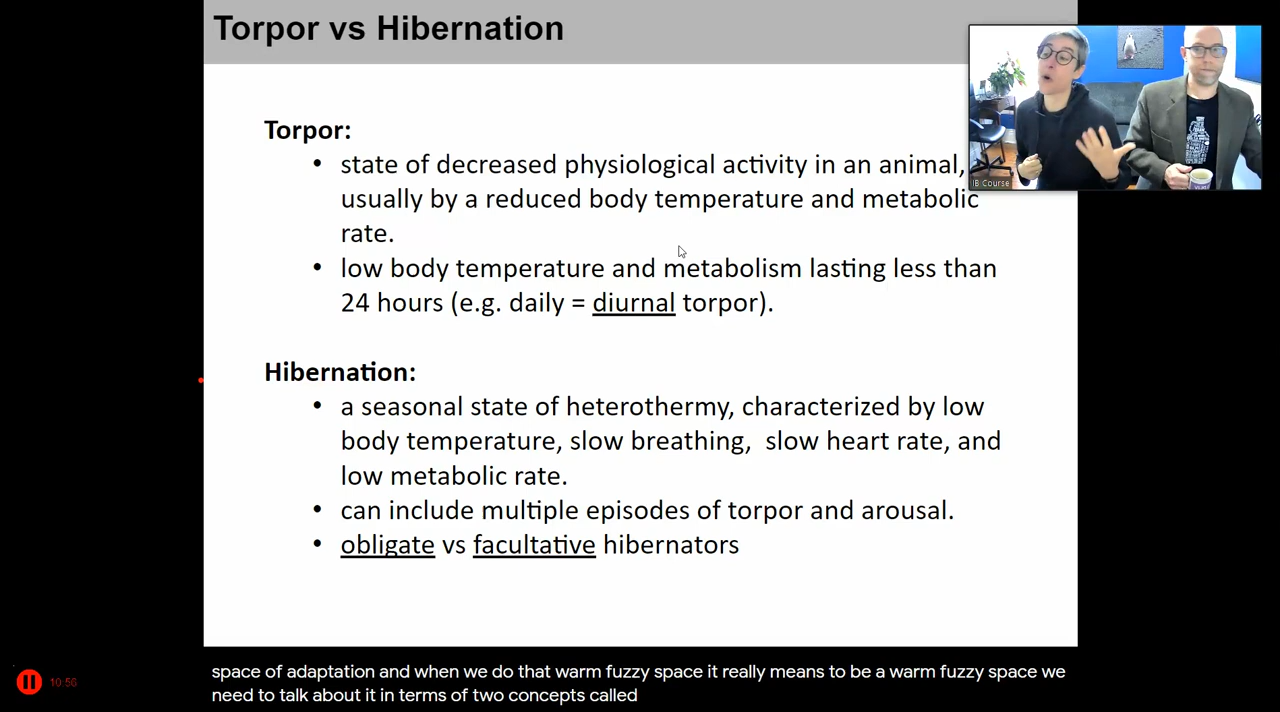 Torpor vs Hibernation
Torpor:
• state of decreased physiological activity in an animal,
usually by a reduced body temperature and metabolic
rate.
• low body temperature and metabolism lasting less than
24 hours (e.g. daily = diurnal torpor).
Hibernation:
• a seasonal state of heterothermy, characterized by low
body temperature, slow breathing,  slow heart rate, and
low metabolic rate.
• can include multiple episodes of torpor and arousal.
• obligate vs facultative hibernators
IB Course
space of adaptation and when we do that warm fuzzy space it really means to be a warm fuzzy space we
need to talk about it in terms of two concepts called
10:56